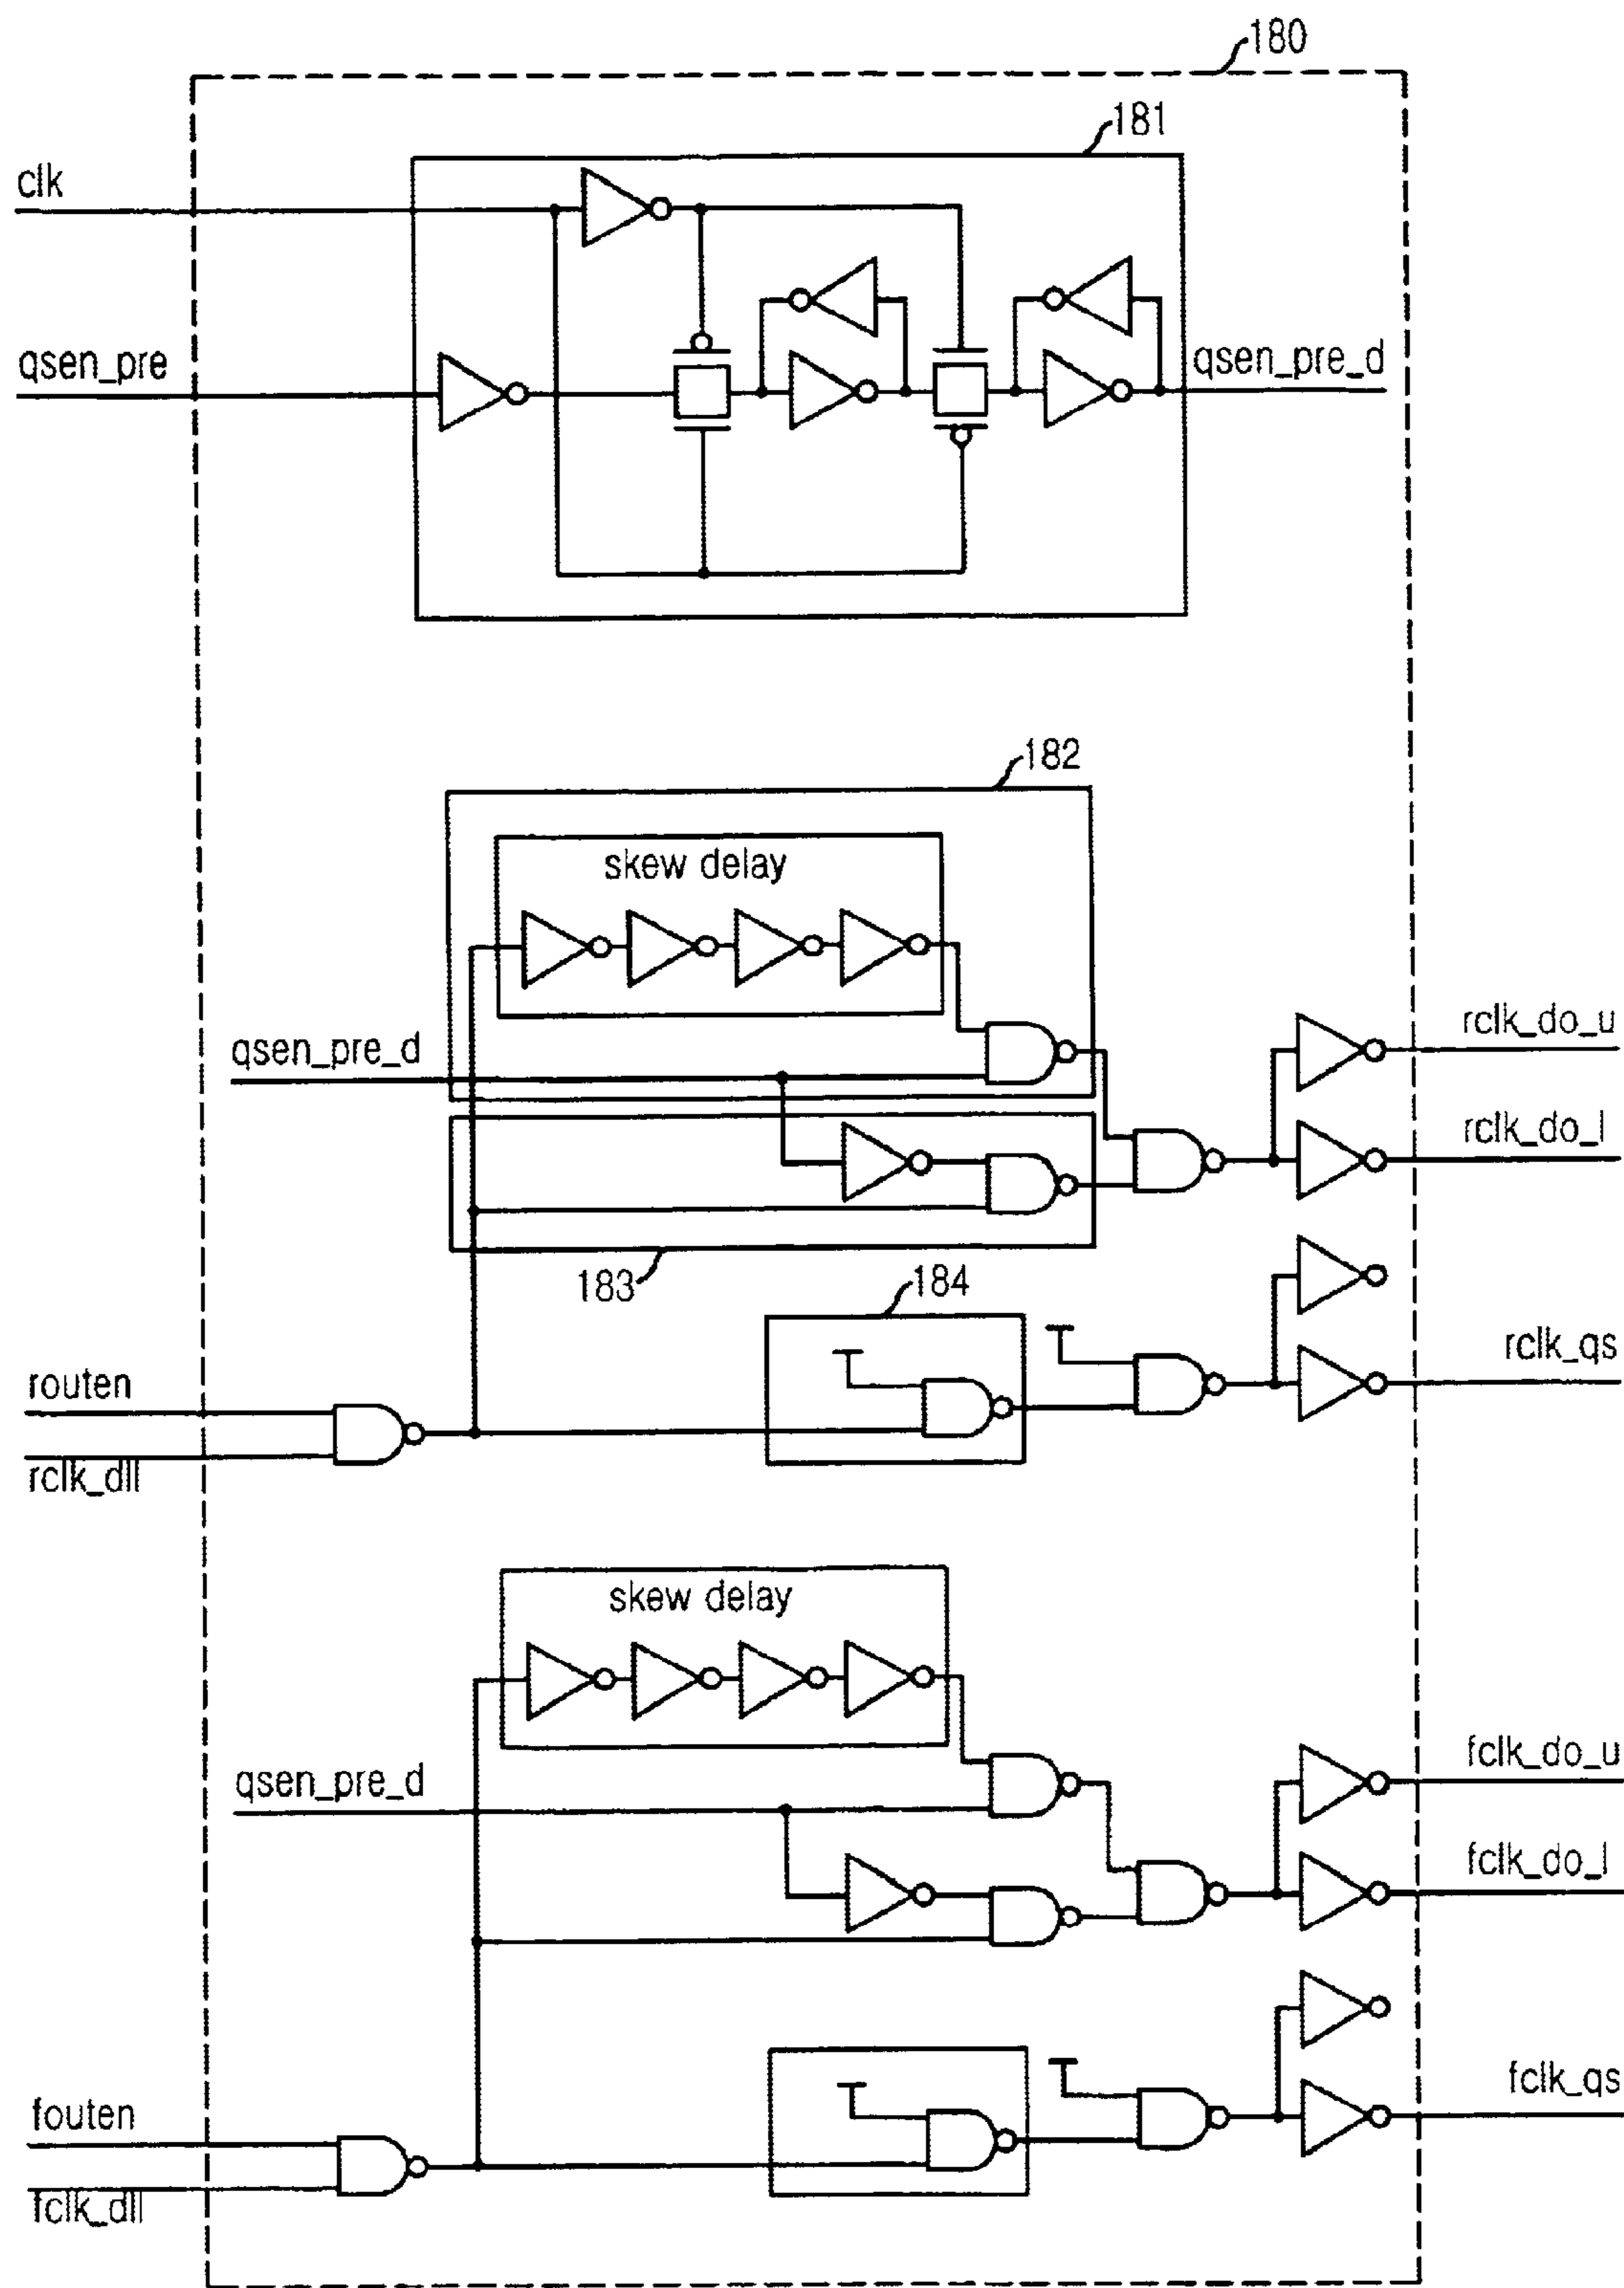 180
181
clk
qsen_pre
qsen_pre_d
182
skew delay
qsen_pre_d
rclk_do_u
rclk_do_l
183
184
rclk_qs
routen
rclk_dll
skew delay
qsen_pre_d
fclk_do_u
fclk_do_l
fclk_qs
fouten
fclk_dll